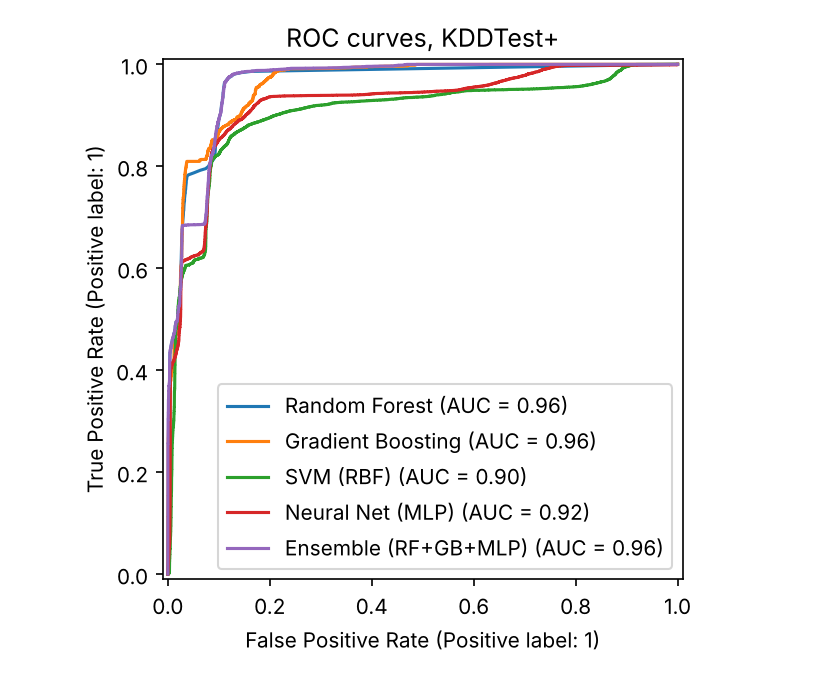 ROC curves, KDDTest+
1.0
0.8
0.6
0.4
0.2
0.0
True Positive Rate (Positive label: 1)
Random Forest (AUC = 0.96)
Gradient Boosting (AUC = 0.96)
SVM (RBF) (AUC = 0.90)
Neural Net (MLP) (AUC = 0.92)
Ensemble (RF+GB+MLP) (AUC = 0.96)
0.0 0.2 0.4 0.6 0.8 1.0
False Positive Rate (Positive label: 1)